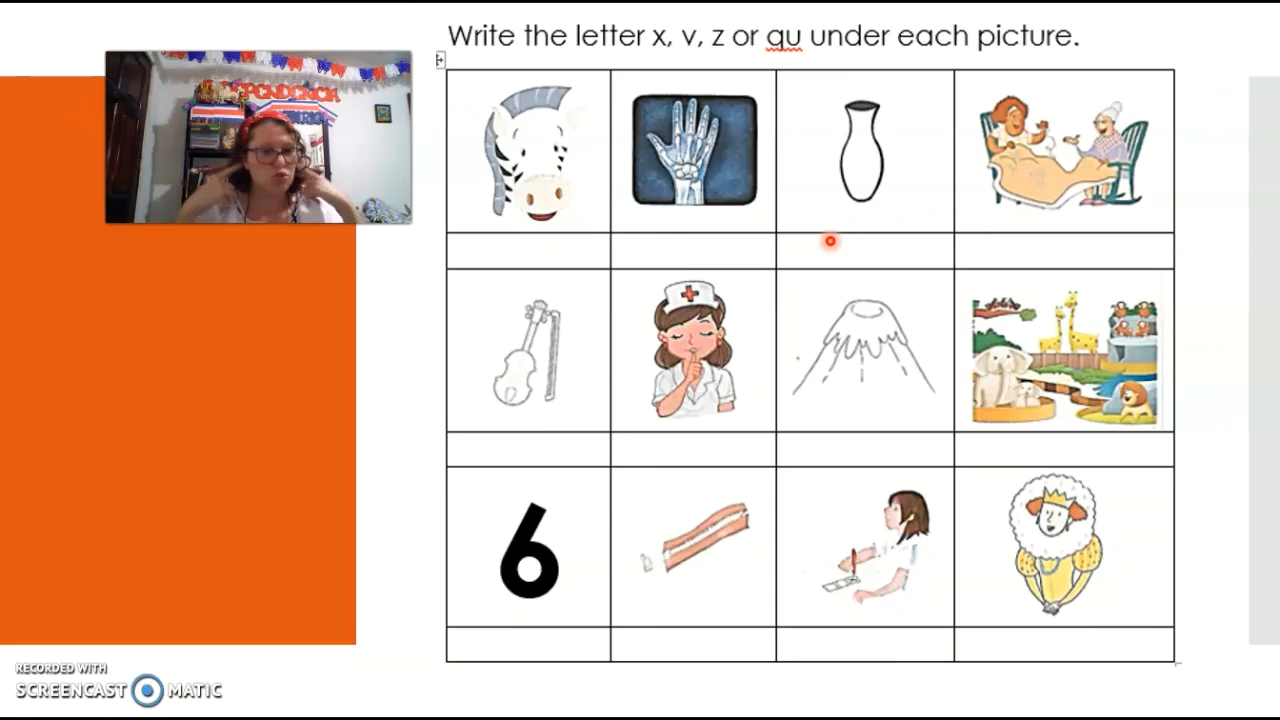 Write the letter x, v, z or qu under each picture.
6
RECORDED WITH
SCREENCAST MATIC